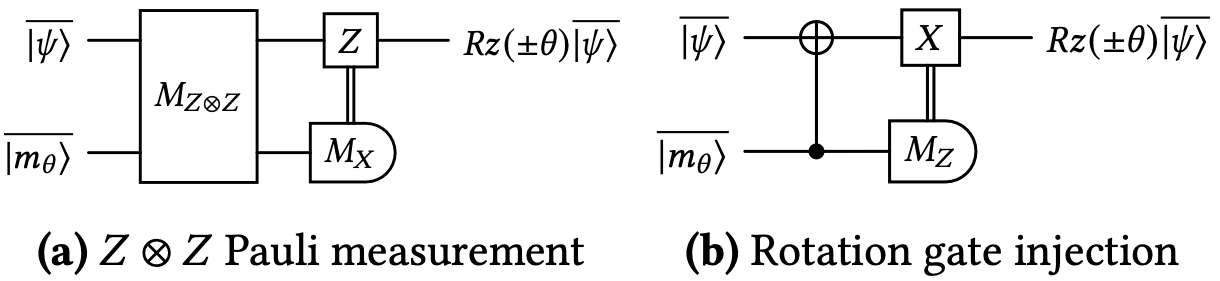 |ψ⟩ Z Rz(±θ)|ψ⟩
M_{Z⊗Z}
|m_θ⟩ M_X
(a) Z ⊗ Z Pauli measurement
|ψ⟩ X Rz(±θ)|ψ⟩
|m_θ⟩ M_Z
(b) Rotation gate injection